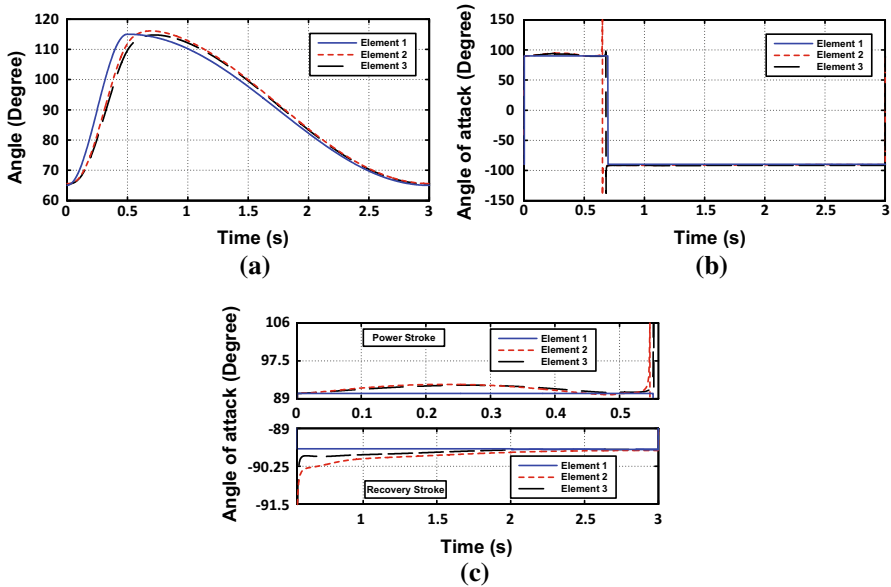 120
110
100
90
80
70
60
Angle (Degree)
Element 1
Element 2
Element 3
0
0.5
1
1.5
2
2.5
3
Time (s)
(a)
150
100
50
0
-50
-100
-150
Angle of attack (Degree)
Element 1
Element 2
Element 3
0
0.5
1
1.5
2
2.5
3
Time (s)
(b)
106
97.5
89
Power Stroke
Element 1
Element 2
Element 3
0
0.1
0.2
0.3
0.4
0.5
Angle of attack (Degree)
-89
-90.25
-91.5
Element 1
Element 2
Element 3
Recovery Stroke
1
1.5
2
2.5
3
Time (s)
(c)